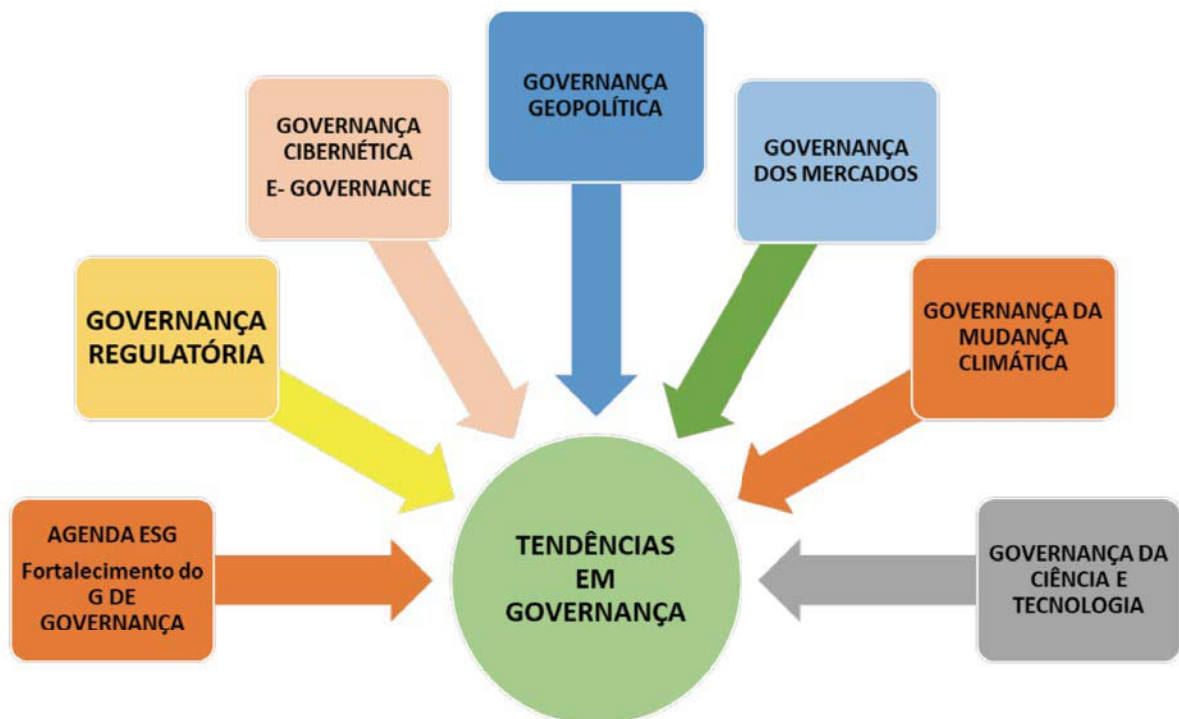 AGENDA ESG
Fortalecimento do
G DE
GOVERNANÇA
GOVERNANÇA
REGULATÓRIA
GOVERNANÇA
CIBERNÉTICA
E- GOVERNANCE
GOVERNANÇA
GEOPOLÍTICA
GOVERNANÇA
DOS MERCADOS
GOVERNANÇA DA
MUDANÇA
CLIMÁTICA
GOVERNANÇA DA
CIÊNCIA E
TECNOLOGIA
TENDÊNCIAS
EM
GOVERNANÇA